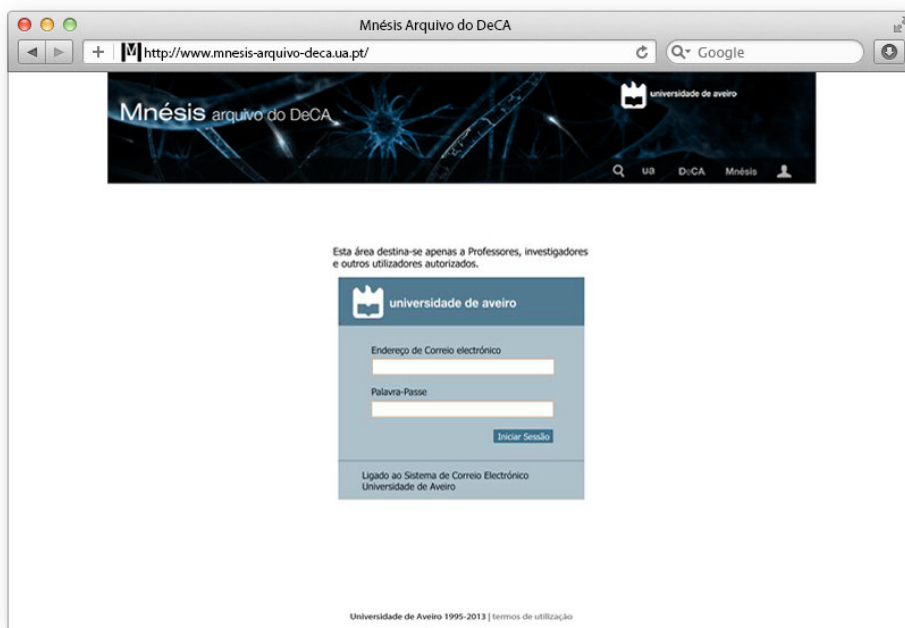 Mnésis Arquivo do DeCA
http://www.mnesis-arquivo-deca.ua.pt/
Google
Mnésis arquivo do DeCA
universidade de aveiro
ua DeCA Mnésis
Esta área destina-se apenas a Professores, investigadores
e outros utilizadores autorizados.
universidade de aveiro
Endereço de Correio electrónico
Palavra-Passe
Iniciar Sessão
Ligado ao Sistema de Correio Electrónico
Universidade de Aveiro
Universidade de Aveiro 1995-2013 | termos de utilização